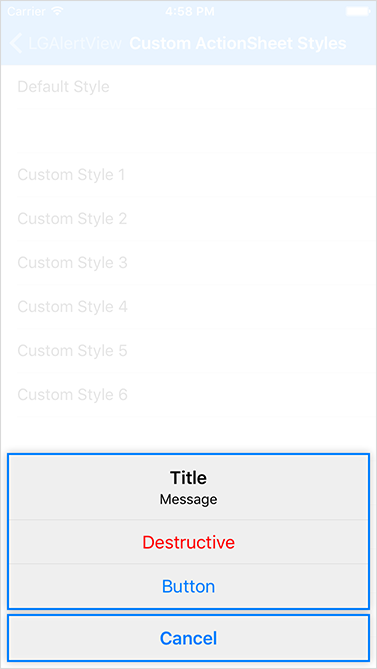 Carrier 4:58 PM
LGAlertView Custom ActionSheet Styles
Default Style
Custom Style 1
Custom Style 2
Custom Style 3
Custom Style 4
Custom Style 5
Custom Style 6
Title
Message
Destructive
Button
Cancel